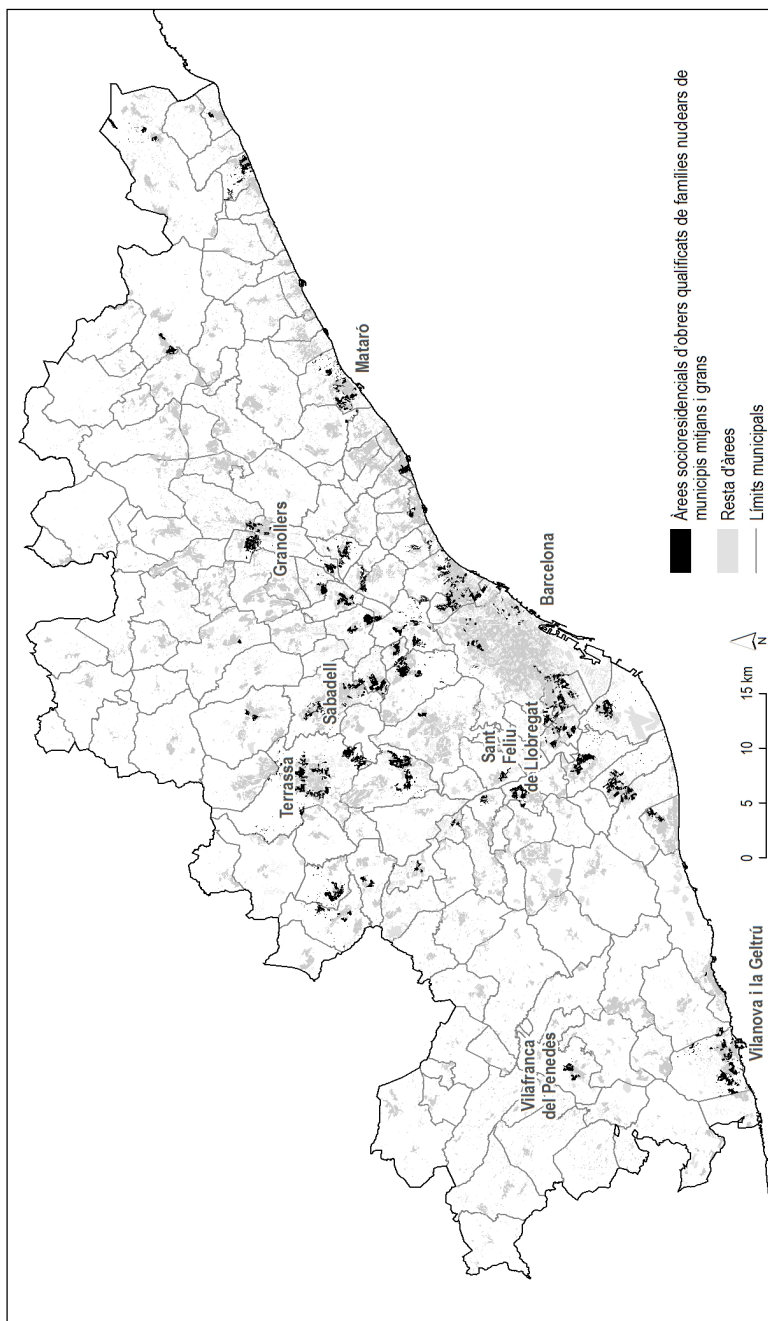 Vilafranca
del Penedès
Vilanova i la Geltrú
Terrassa
Sabadell
Granollers
Mataró
Sant
Feliu
de Llobregat
Barcelona
0 5 10 15 km
N
Àrees socioresidencials d'obrers qualificats de famílies nuclears de
municipis mitjans i grans
Resta d'àrees
Límits municipals